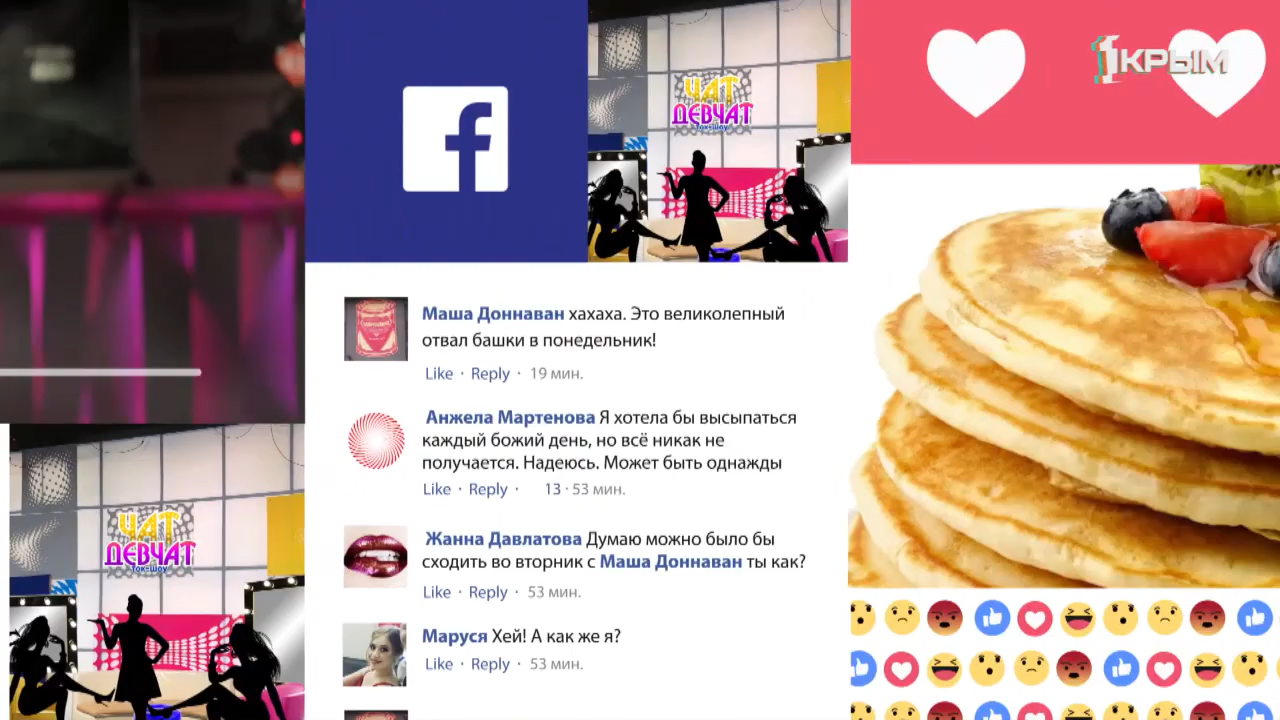 1КРЫМ
ЧАТ
ДЕВЧАТ
Ток-шоу
Маша Доннаван хахаха. Это великолепный
отвал башки в понедельник!
Like · Reply · 19 мин.
Анжела Мартенова Я хотела бы высыпаться
каждый божий день, но всё никак не
получается. Надеюсь. Может быть однажды
Like · Reply · 13 · 53 мин.
Жанна Давлатова Думаю можно было бы
сходить во вторник с Маша Доннаван ты как?
Like · Reply · 53 мин.
Маруся Хей! А как же я?
Like · Reply · 53 мин.
ЧАТ
ДЕВЧАТ
Ток-шоу